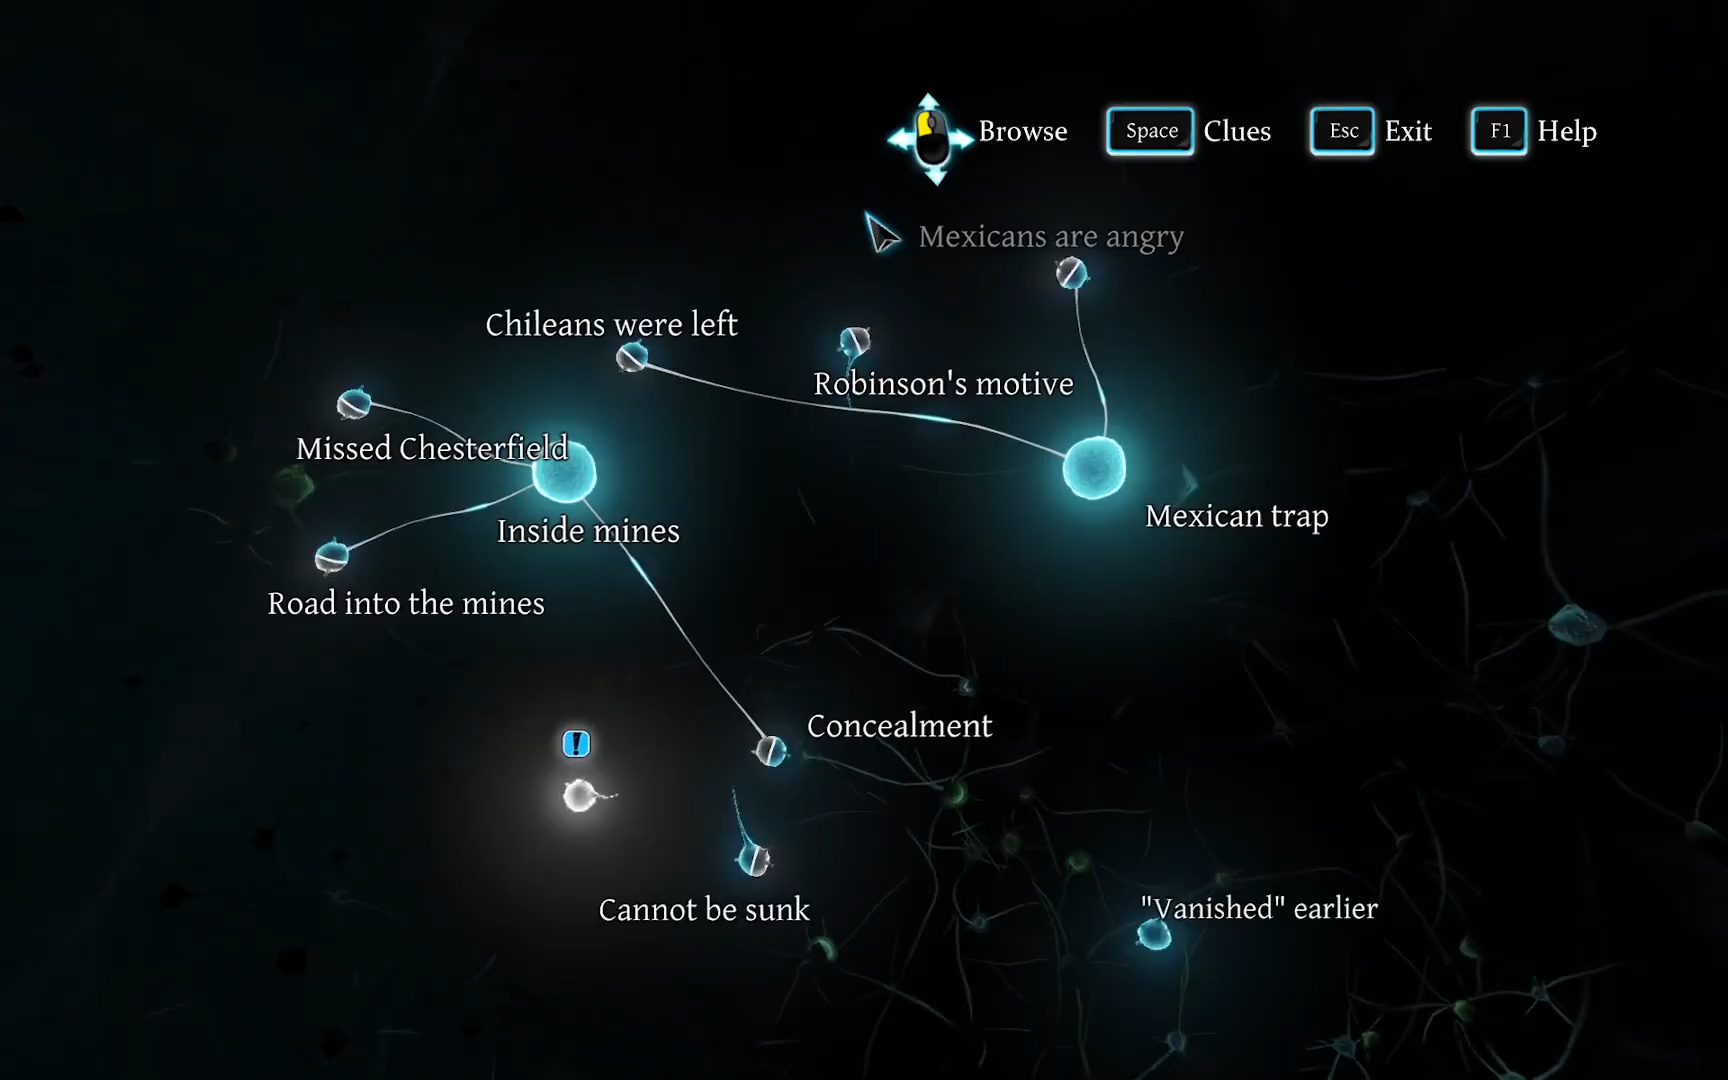 Browse
Space Clues
Esc Exit
F1 Help
Mexicans are angry
Chileans were left
Robinson's motive
Missed Chesterfield
Mexican trap
Inside mines
Road into the mines
Concealment
!
Cannot be sunk
"Vanished" earlier